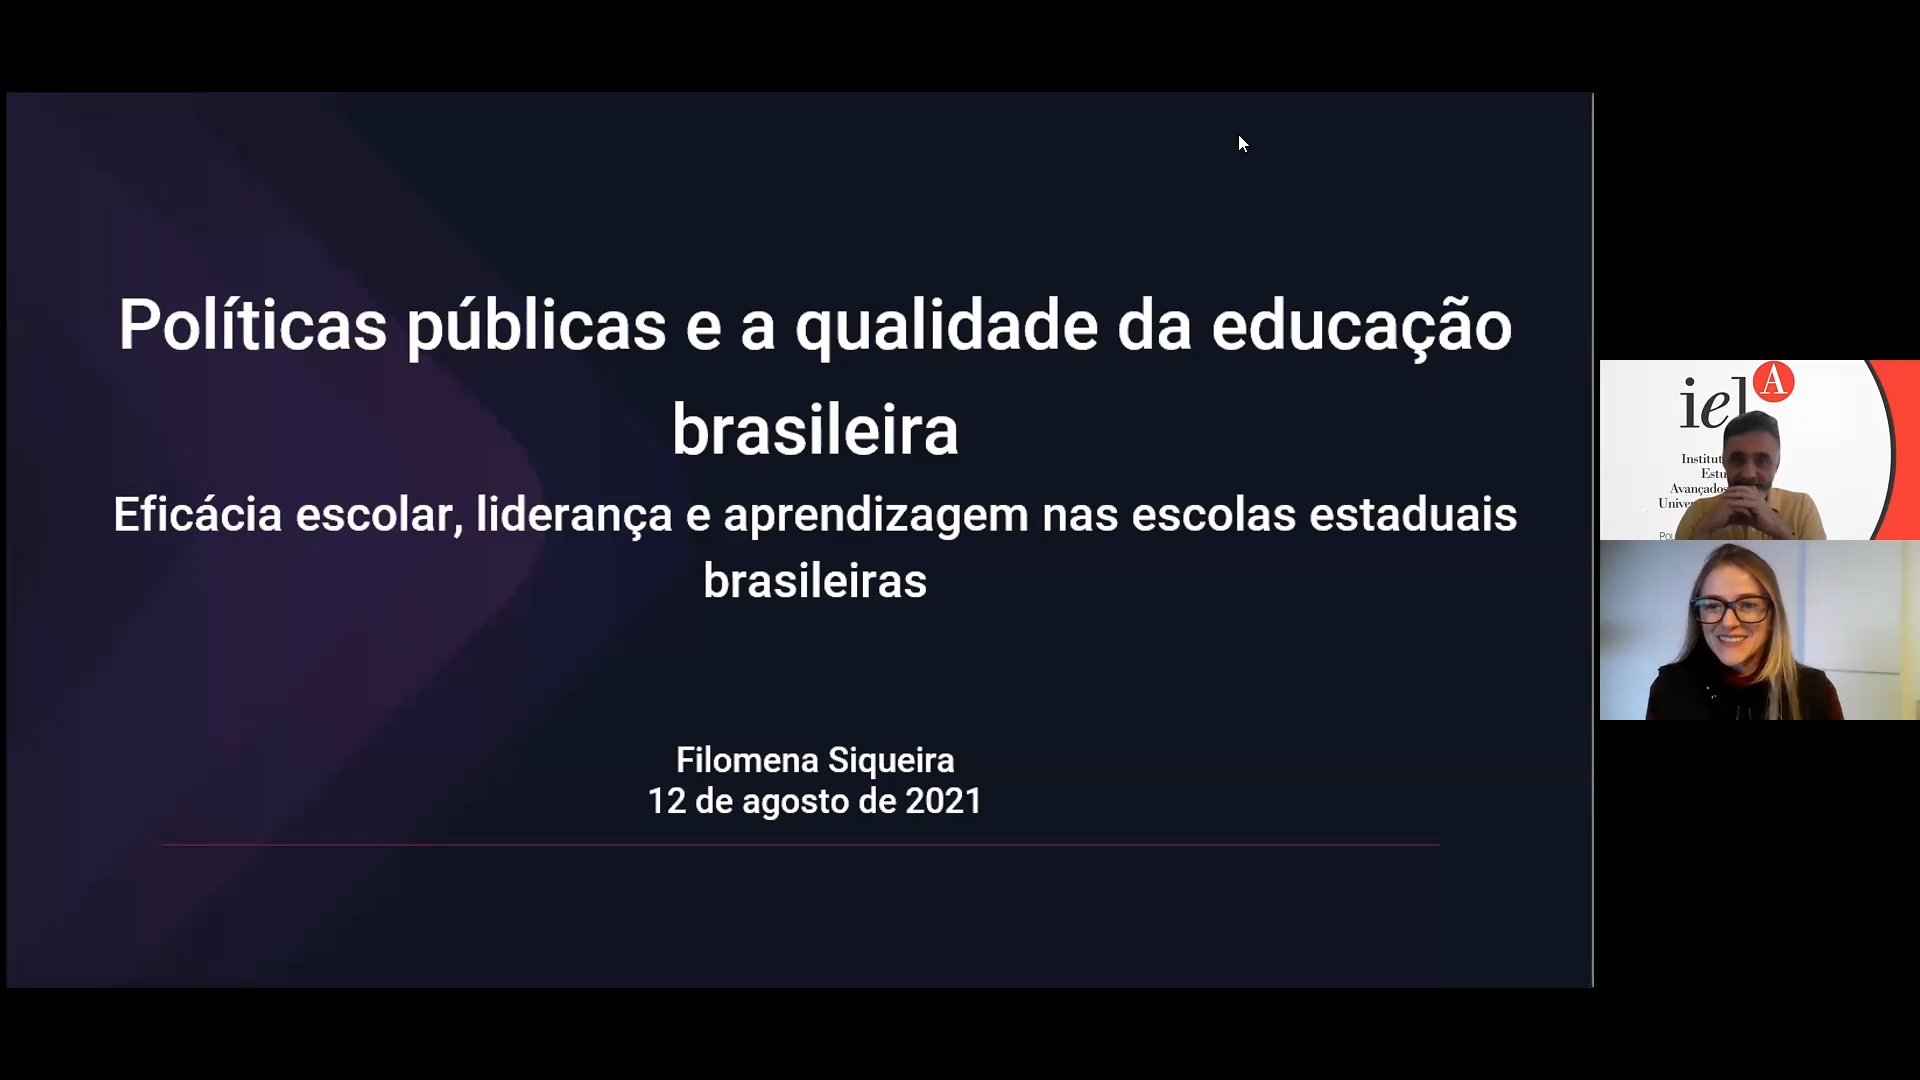 Políticas públicas e a qualidade da educação
brasileira
Eficácia escolar, liderança e aprendizagem nas escolas estaduais
brasileiras
Filomena Siqueira
12 de agosto de 2021
A
Avançados